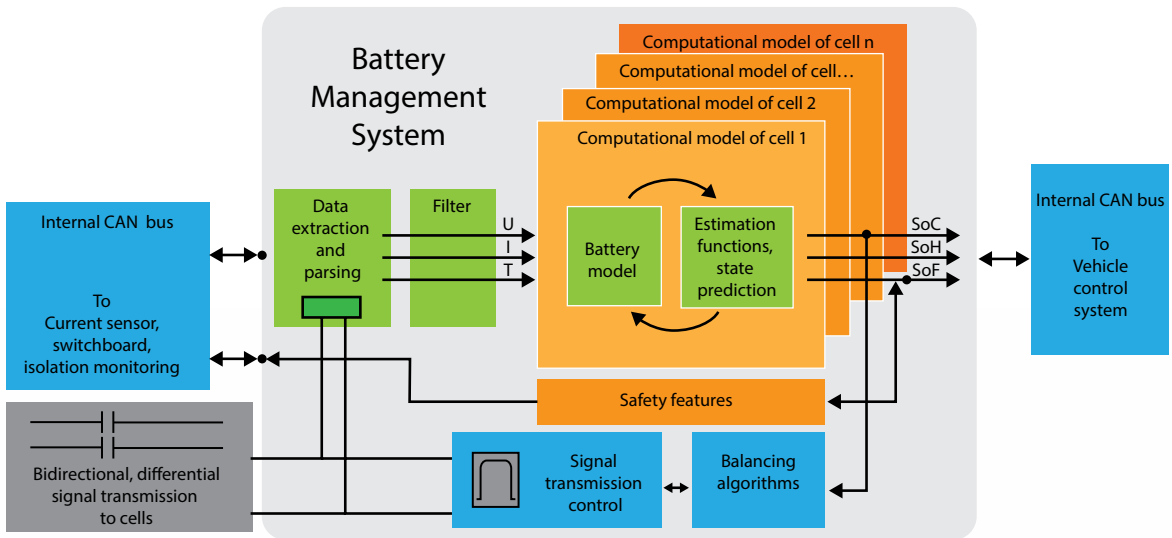 Battery
Management
System
Computational model of cell n
Computational model of cell…
Computational model of cell 2
Computational model of cell 1
Internal CAN bus
To
Current sensor,
switchboard,
isolation monitoring
Data
extraction
and
parsing
Filter
U
I
T
Battery
model
Estimation
functions,
state
prediction
SoC
SoH
SoF
Internal CAN bus
To
Vehicle
control
system
Safety features
Bidirectional, differential
signal transmission
to cells
Signal
transmission
control
Balancing
algorithms